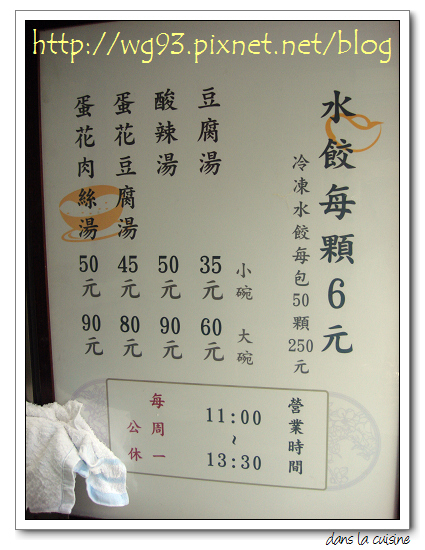 http://wg93.pixnet.net/blog
水餃每顆6元
冷凍水餃每包50顆250元
小碗
大碗
豆腐湯
35元
60元
酸辣湯
50元
90元
蛋花豆腐湯
45元
80元
蛋花肉絲湯
50元
90元
營業時間
11:00
~
13:30
每周一
公休
dans la cuisine